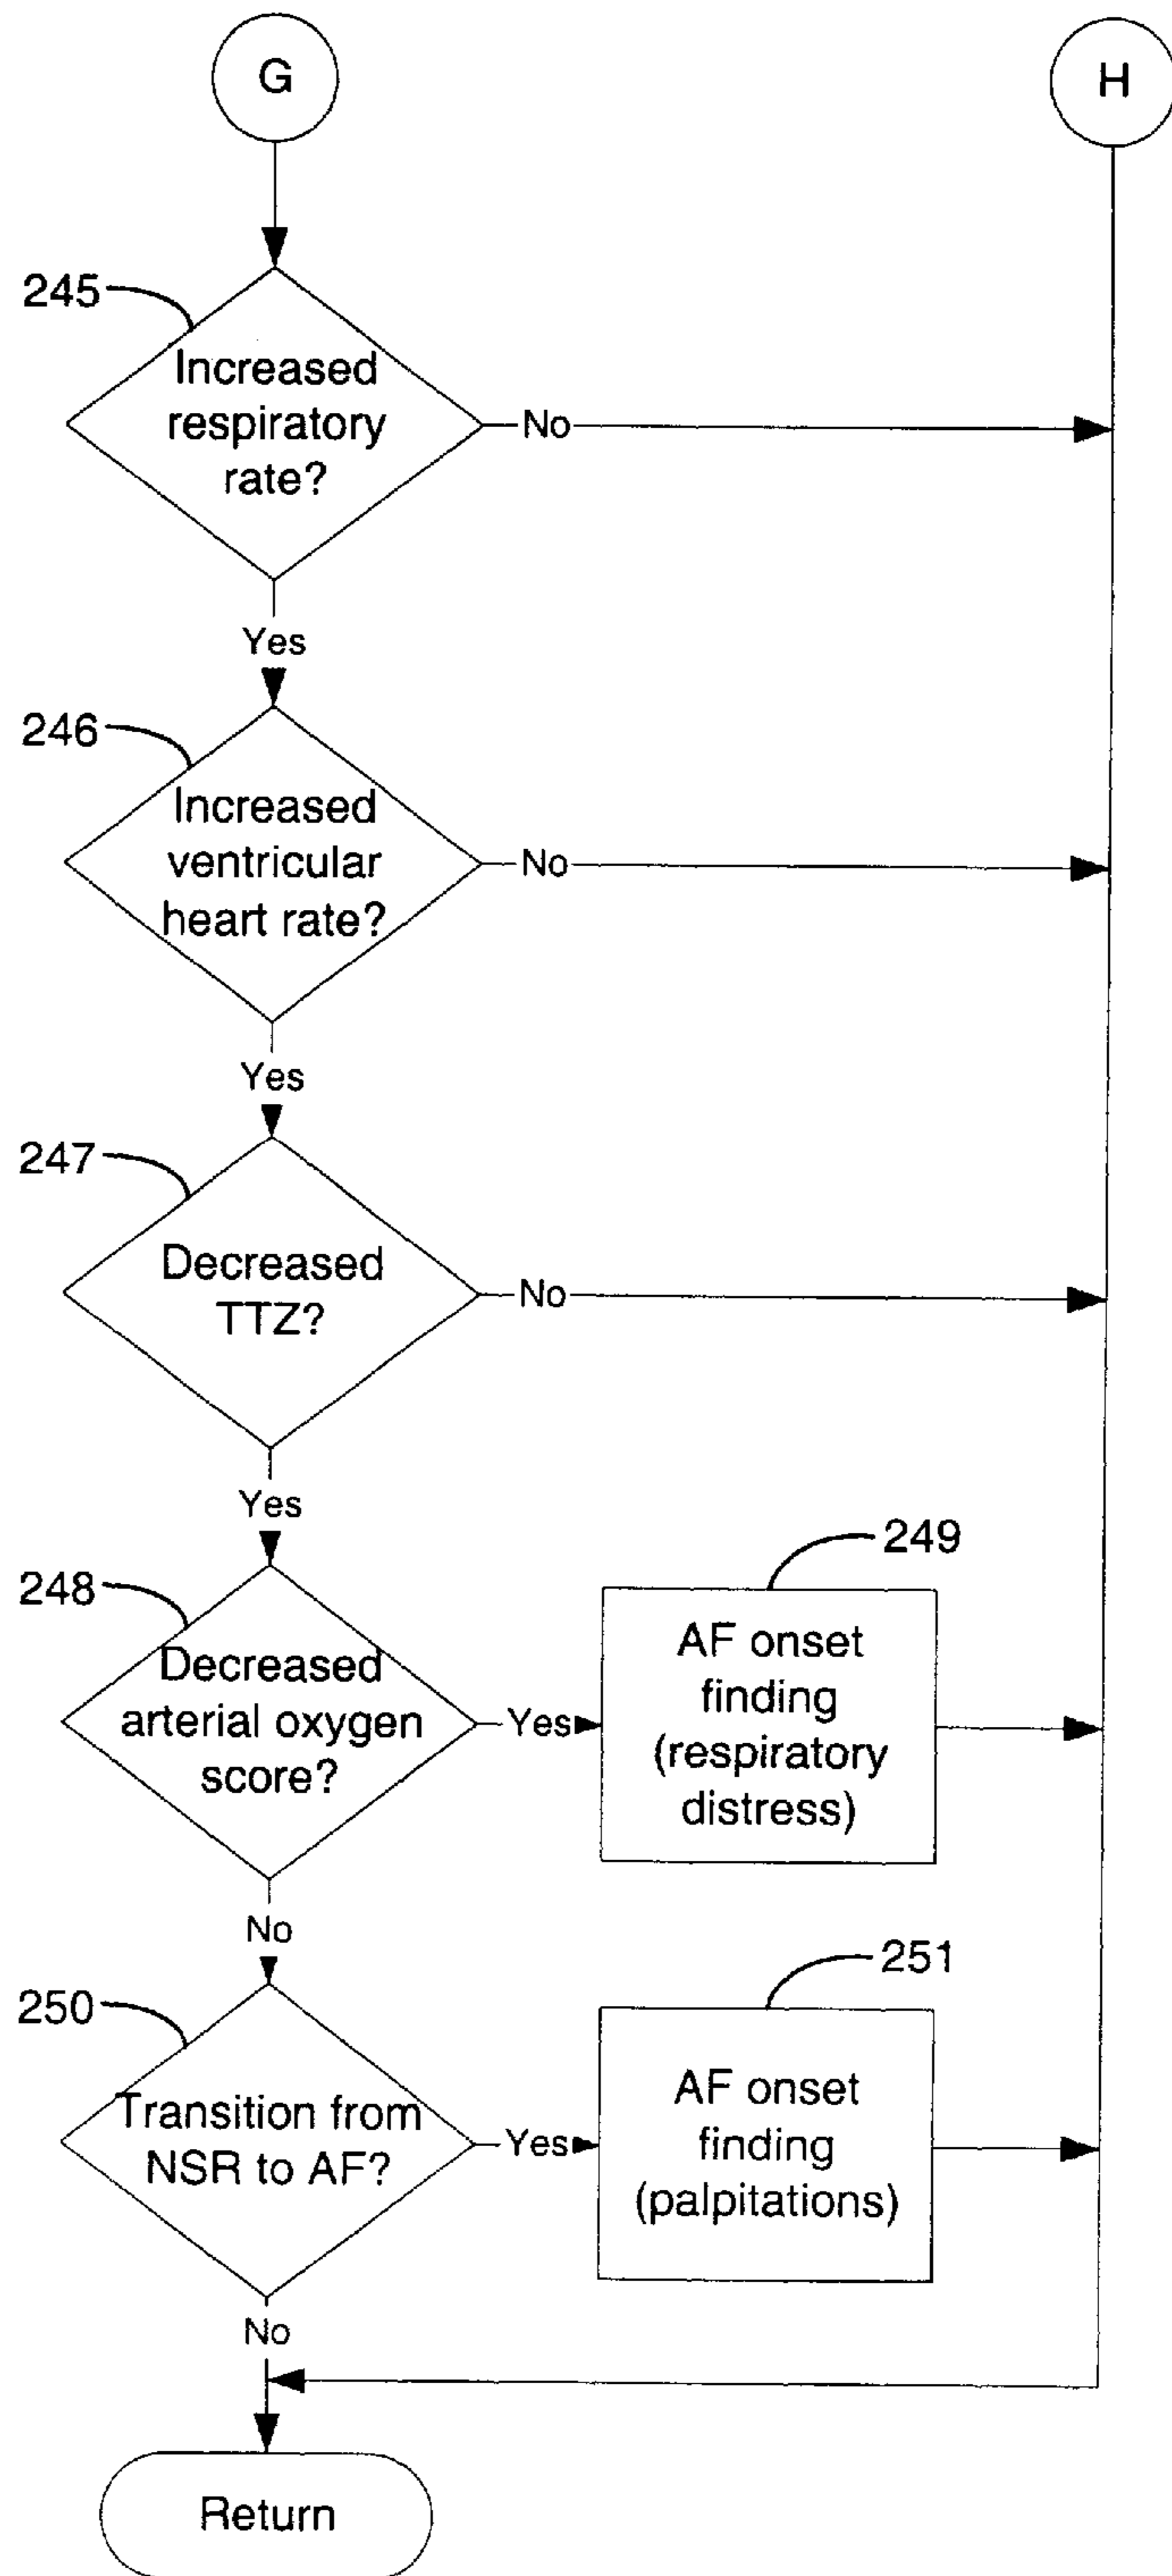 G
H
245
Increased
respiratory
rate?
No
Yes
246
Increased
ventricular
heart rate?
No
Yes
247
Decreased
TTZ?
No
Yes
248
Decreased
arterial oxygen
score?
Yes
249
AF onset
finding
(respiratory
distress)
No
250
Transition from
NSR to AF?
Yes
251
AF onset
finding
(palpitations)
No
Return